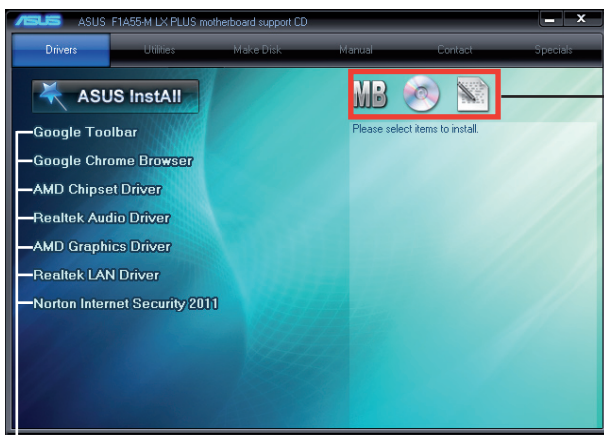 ASUS ASUS F1A55-M LX PLUS motherboard support CD
Drivers Utilities Make Disk Manual Contact Specials
ASUS InstAll
MB
Please select items to install.
Google Toolbar
Google Chrome Browser
AMD Chipset Driver
Realtek Audio Driver
AMD Graphics Driver
Realtek LAN Driver
Norton Internet Security 2011